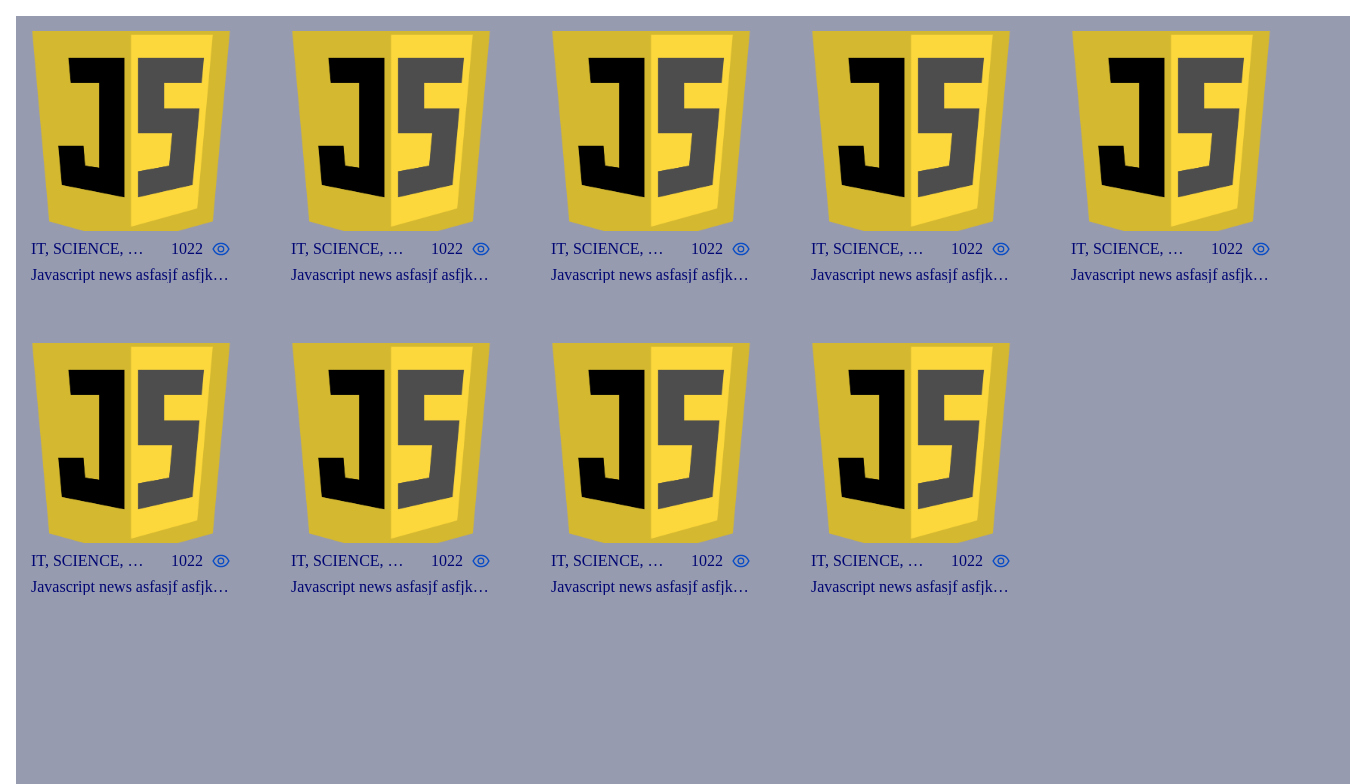 JS JS JS JS JS
IT, SCIENCE, … 1022 IT, SCIENCE, … 1022 IT, SCIENCE, … 1022 IT, SCIENCE, … 1022 IT, SCIENCE, … 1022
Javascript news asfasjf asfjk… Javascript news asfasjf asfjk… Javascript news asfasjf asfjk… Javascript news asfasjf asfjk… Javascript news asfasjf asfjk…
JS JS JS JS
IT, SCIENCE, … 1022 IT, SCIENCE, … 1022 IT, SCIENCE, … 1022 IT, SCIENCE, … 1022
Javascript news asfasjf asfjk… Javascript news asfasjf asfjk… Javascript news asfasjf asfjk… Javascript news asfasjf asfjk…